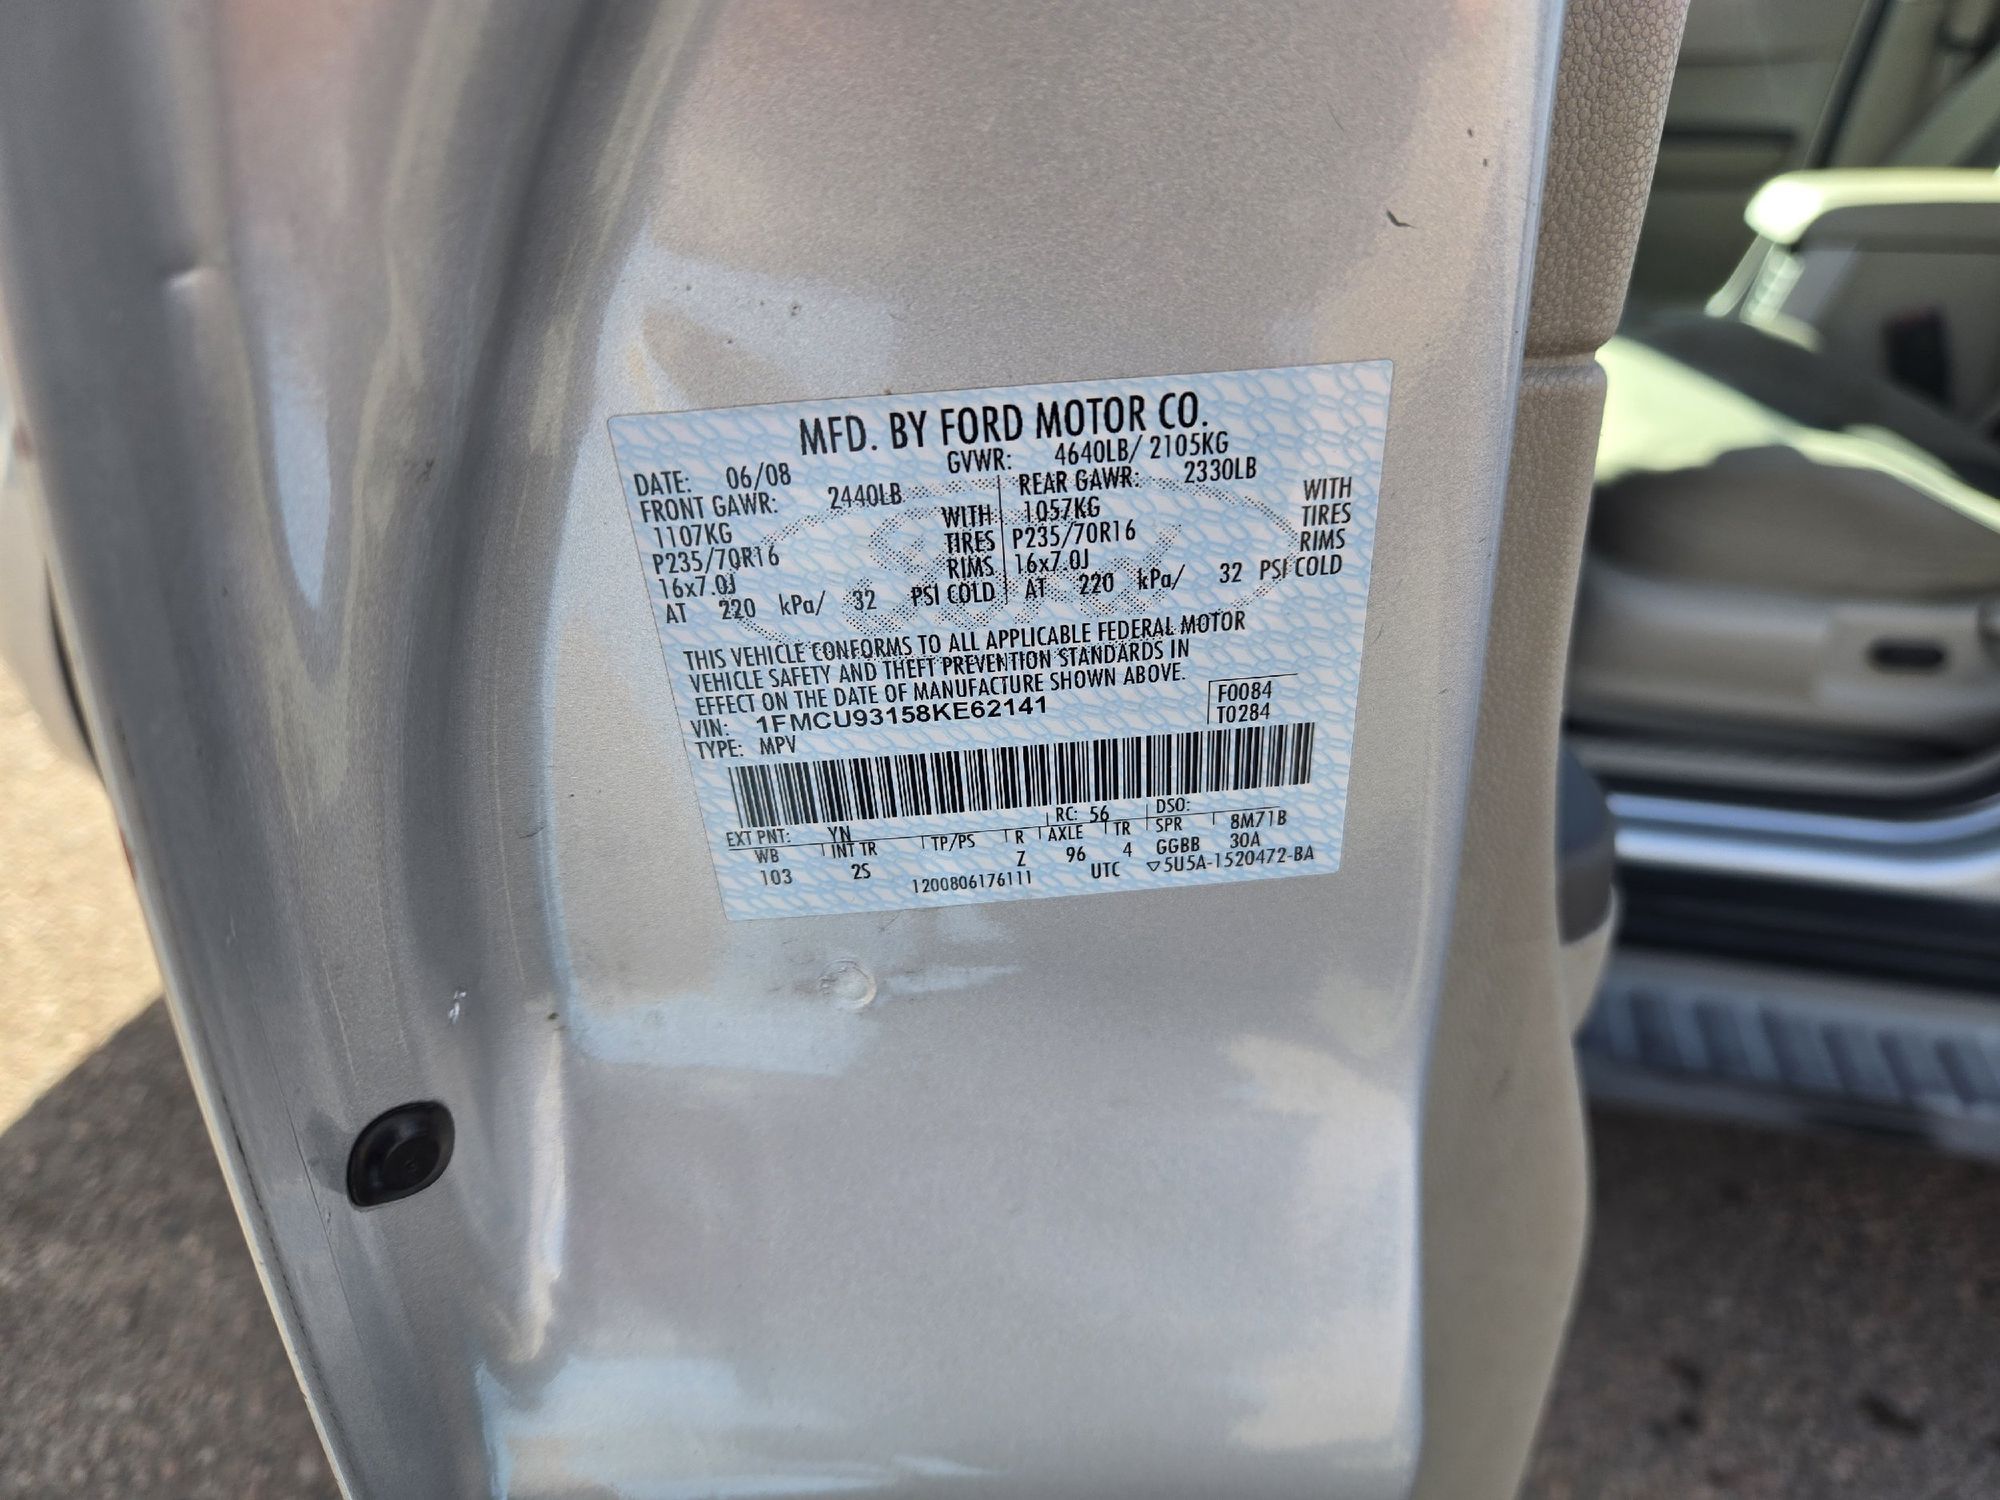 MFD. BY FORD MOTOR CO.
DATE: 06/08 GVWR: 4640LB/ 2105KG
FRONT GAWR: 2440LB REAR GAWR: 2330LB
1107KG WITH 1057KG WITH
P235/70R16 TIRES P235/70R16 TIRES
16x7.0J RIMS 16x7.0J RIMS
AT 220 kPa/ 32 PSI COLD AT 220 kPa/ 32 PSI COLD
THIS VEHICLE CONFORMS TO ALL APPLICABLE FEDERAL MOTOR
VEHICLE SAFETY AND THEFT PREVENTION STANDARDS IN
EFFECT ON THE DATE OF MANUFACTURE SHOWN ABOVE.
VIN: 1FMCU93158KE62141 F0084
TYPE: MPV T0284
EXT PNT: YN RC: 56 DSO:
WB INT TR TP/PS R AXLE TR SPR 8M71B
103 2S Z 96 4 GGBB 30A
1200806176111 UTC ▽5U5A-1520472-BA